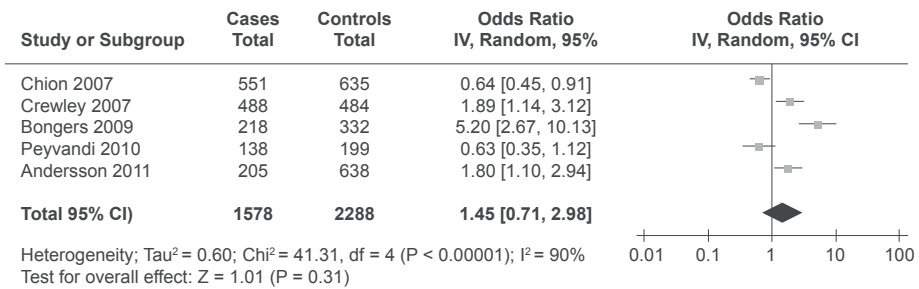 Cases Controls Odds Ratio Odds Ratio
Study or Subgroup Total Total IV, Random, 95% IV, Random, 95% CI
Chion 2007 551 635 0.64 [0.45, 0.91]
Crewley 2007 488 484 1.89 [1.14, 3.12]
Bongers 2009 218 332 5.20 [2.67, 10.13]
Peyvandi 2010 138 199 0.63 [0.35, 1.12]
Andersson 2011 205 638 1.80 [1.10, 2.94]
Total 95% CI) 1578 2288 1.45 [0.71, 2.98]
Heterogeneity; Tau² = 0.60; Chi² = 41.31, df = 4 (P < 0.00001); I² = 90%
0.01 0.1 1 10 100
Test for overall effect: Z = 1.01 (P = 0.31)